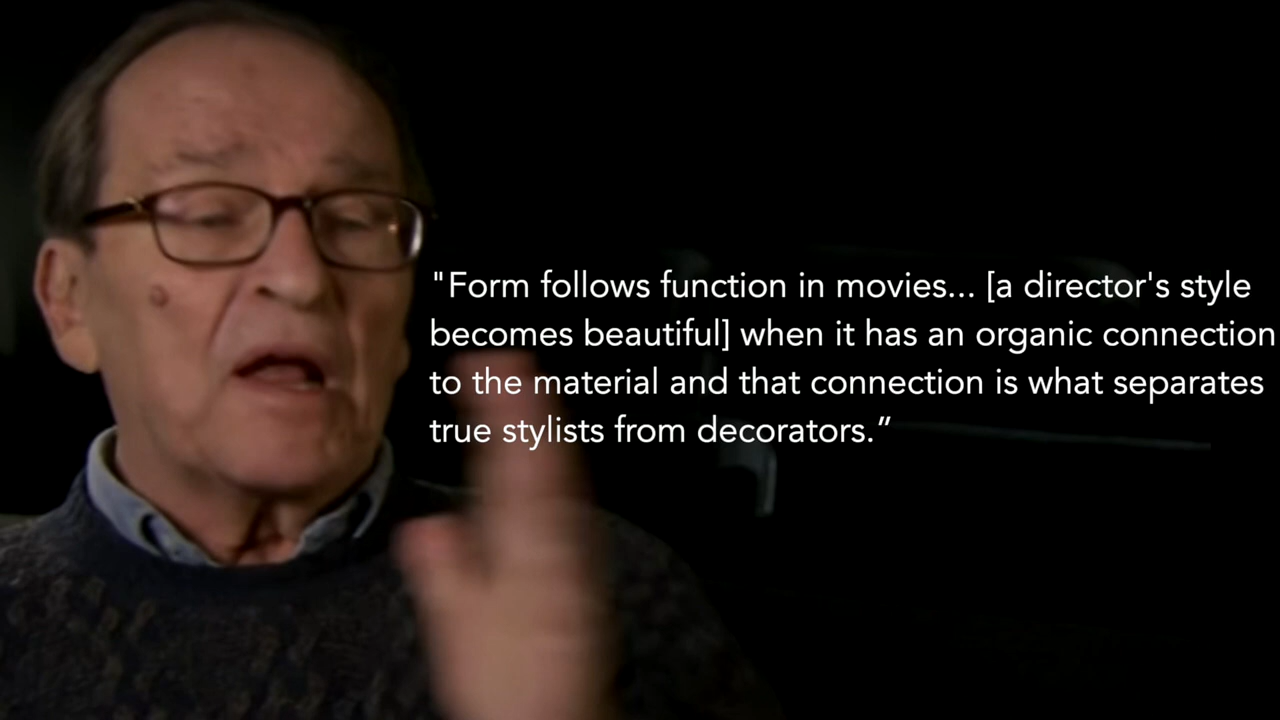 "Form follows function in movies... [a director's style
becomes beautiful] when it has an organic connection
to the material and that connection is what separates
true stylists from decorators.”